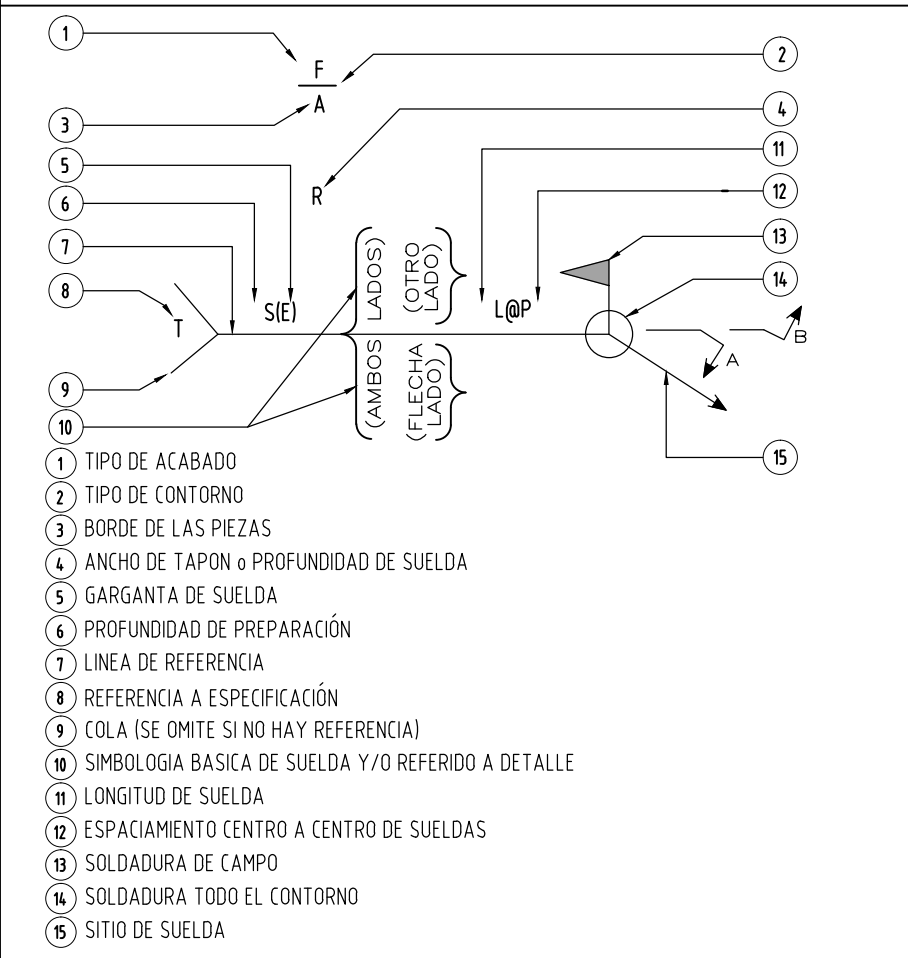 1
F
2
A
3
4
5
11
R
6
12
7
(AMBOS LADOS)
(OTRO LADO)
13
8
14
S(E)
L@P
T
B
A
(FLECHA LADO)
9
10
15
1 TIPO DE ACABADO
2 TIPO DE CONTORNO
3 BORDE DE LAS PIEZAS
4 ANCHO DE TAPON o PROFUNDIDAD DE SUELDA
5 GARGANTA DE SUELDA
6 PROFUNDIDAD DE PREPARACIÓN
7 LINEA DE REFERENCIA
8 REFERENCIA A ESPECIFICACIÓN
9 COLA (SE OMITE SI NO HAY REFERENCIA)
10 SIMBOLOGIA BASICA DE SUELDA Y/O REFERIDO A DETALLE
11 LONGITUD DE SUELDA
12 ESPACIAMIENTO CENTRO A CENTRO DE SUELDAS
13 SOLDADURA DE CAMPO
14 SOLDADURA TODO EL CONTORNO
15 SITIO DE SUELDA